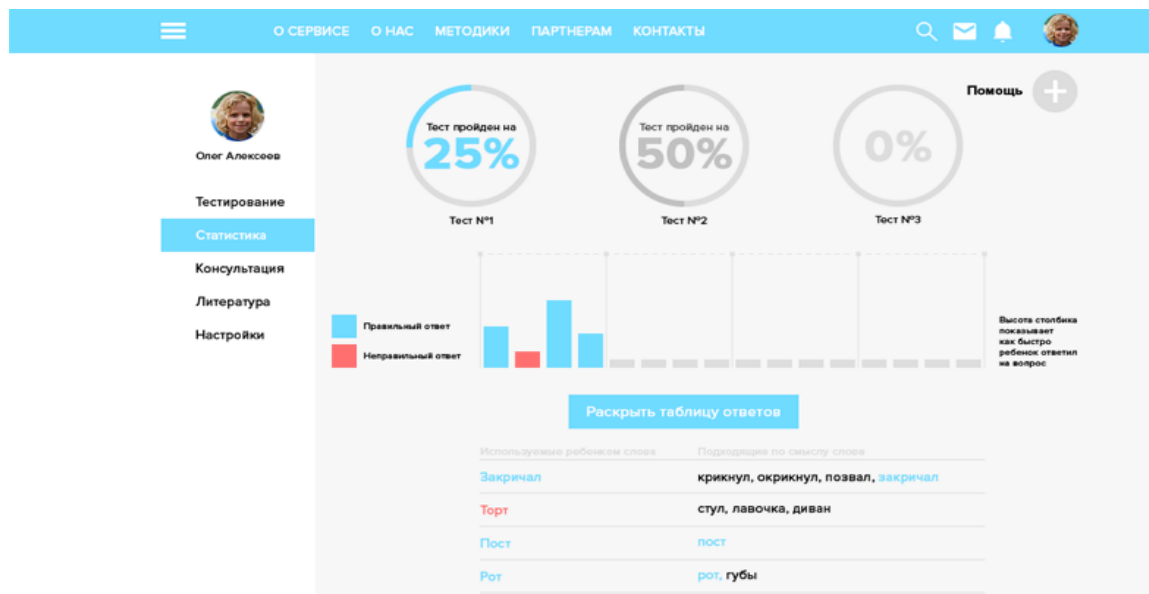 О СЕРВИСЕ О НАС МЕТОДИКИ ПАРТНЕРАМ КОНТАКТЫ
Олег Алексеев
Тестирование
Статистика
Консультация
Литература
Настройки
Помощь
Тест пройден на
25%
Тест №1
Тест пройден на
50%
Тест №2
0%
Тест №3
Правильный ответ
Неправильный ответ
Высота столбика
показывает
как быстро
ребенок ответил
на вопрос
Раскрыть таблицу ответов
Используемые ребенком слова Подходящие по смыслу слова
Закричал крикнул, окрикнул, позвал, закричал
Торт стул, лавочка, диван
Пост пост
Рот рот, губы